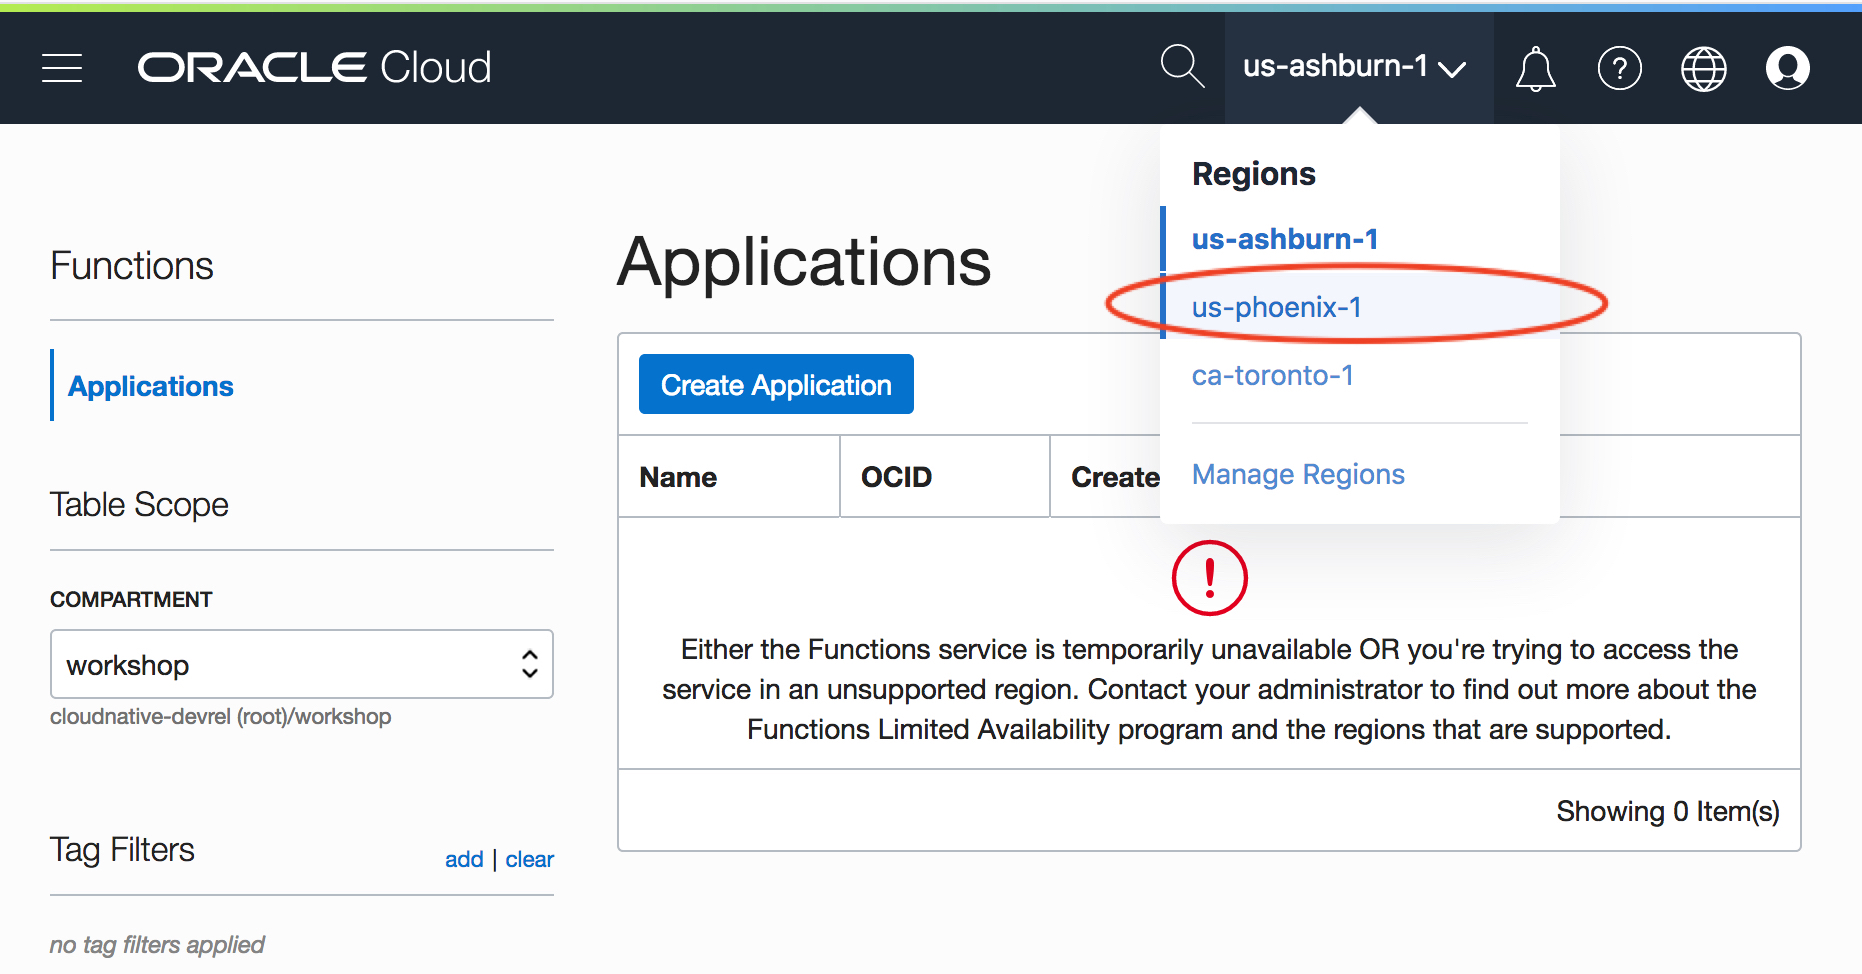 ORACLE Cloud
us-ashburn-1
Regions
us-ashburn-1
us-phoenix-1
ca-toronto-1
Manage Regions
Functions
Applications
Table Scope
COMPARTMENT
workshop
cloudnative-devrel (root)/workshop
Tag Filters
add | clear
no tag filters applied
Applications
Create Application
Name OCID Create
Either the Functions service is temporarily unavailable OR you're trying to access the
service in an unsupported region. Contact your administrator to find out more about the
Functions Limited Availability program and the regions that are supported.
Showing 0 Item(s)